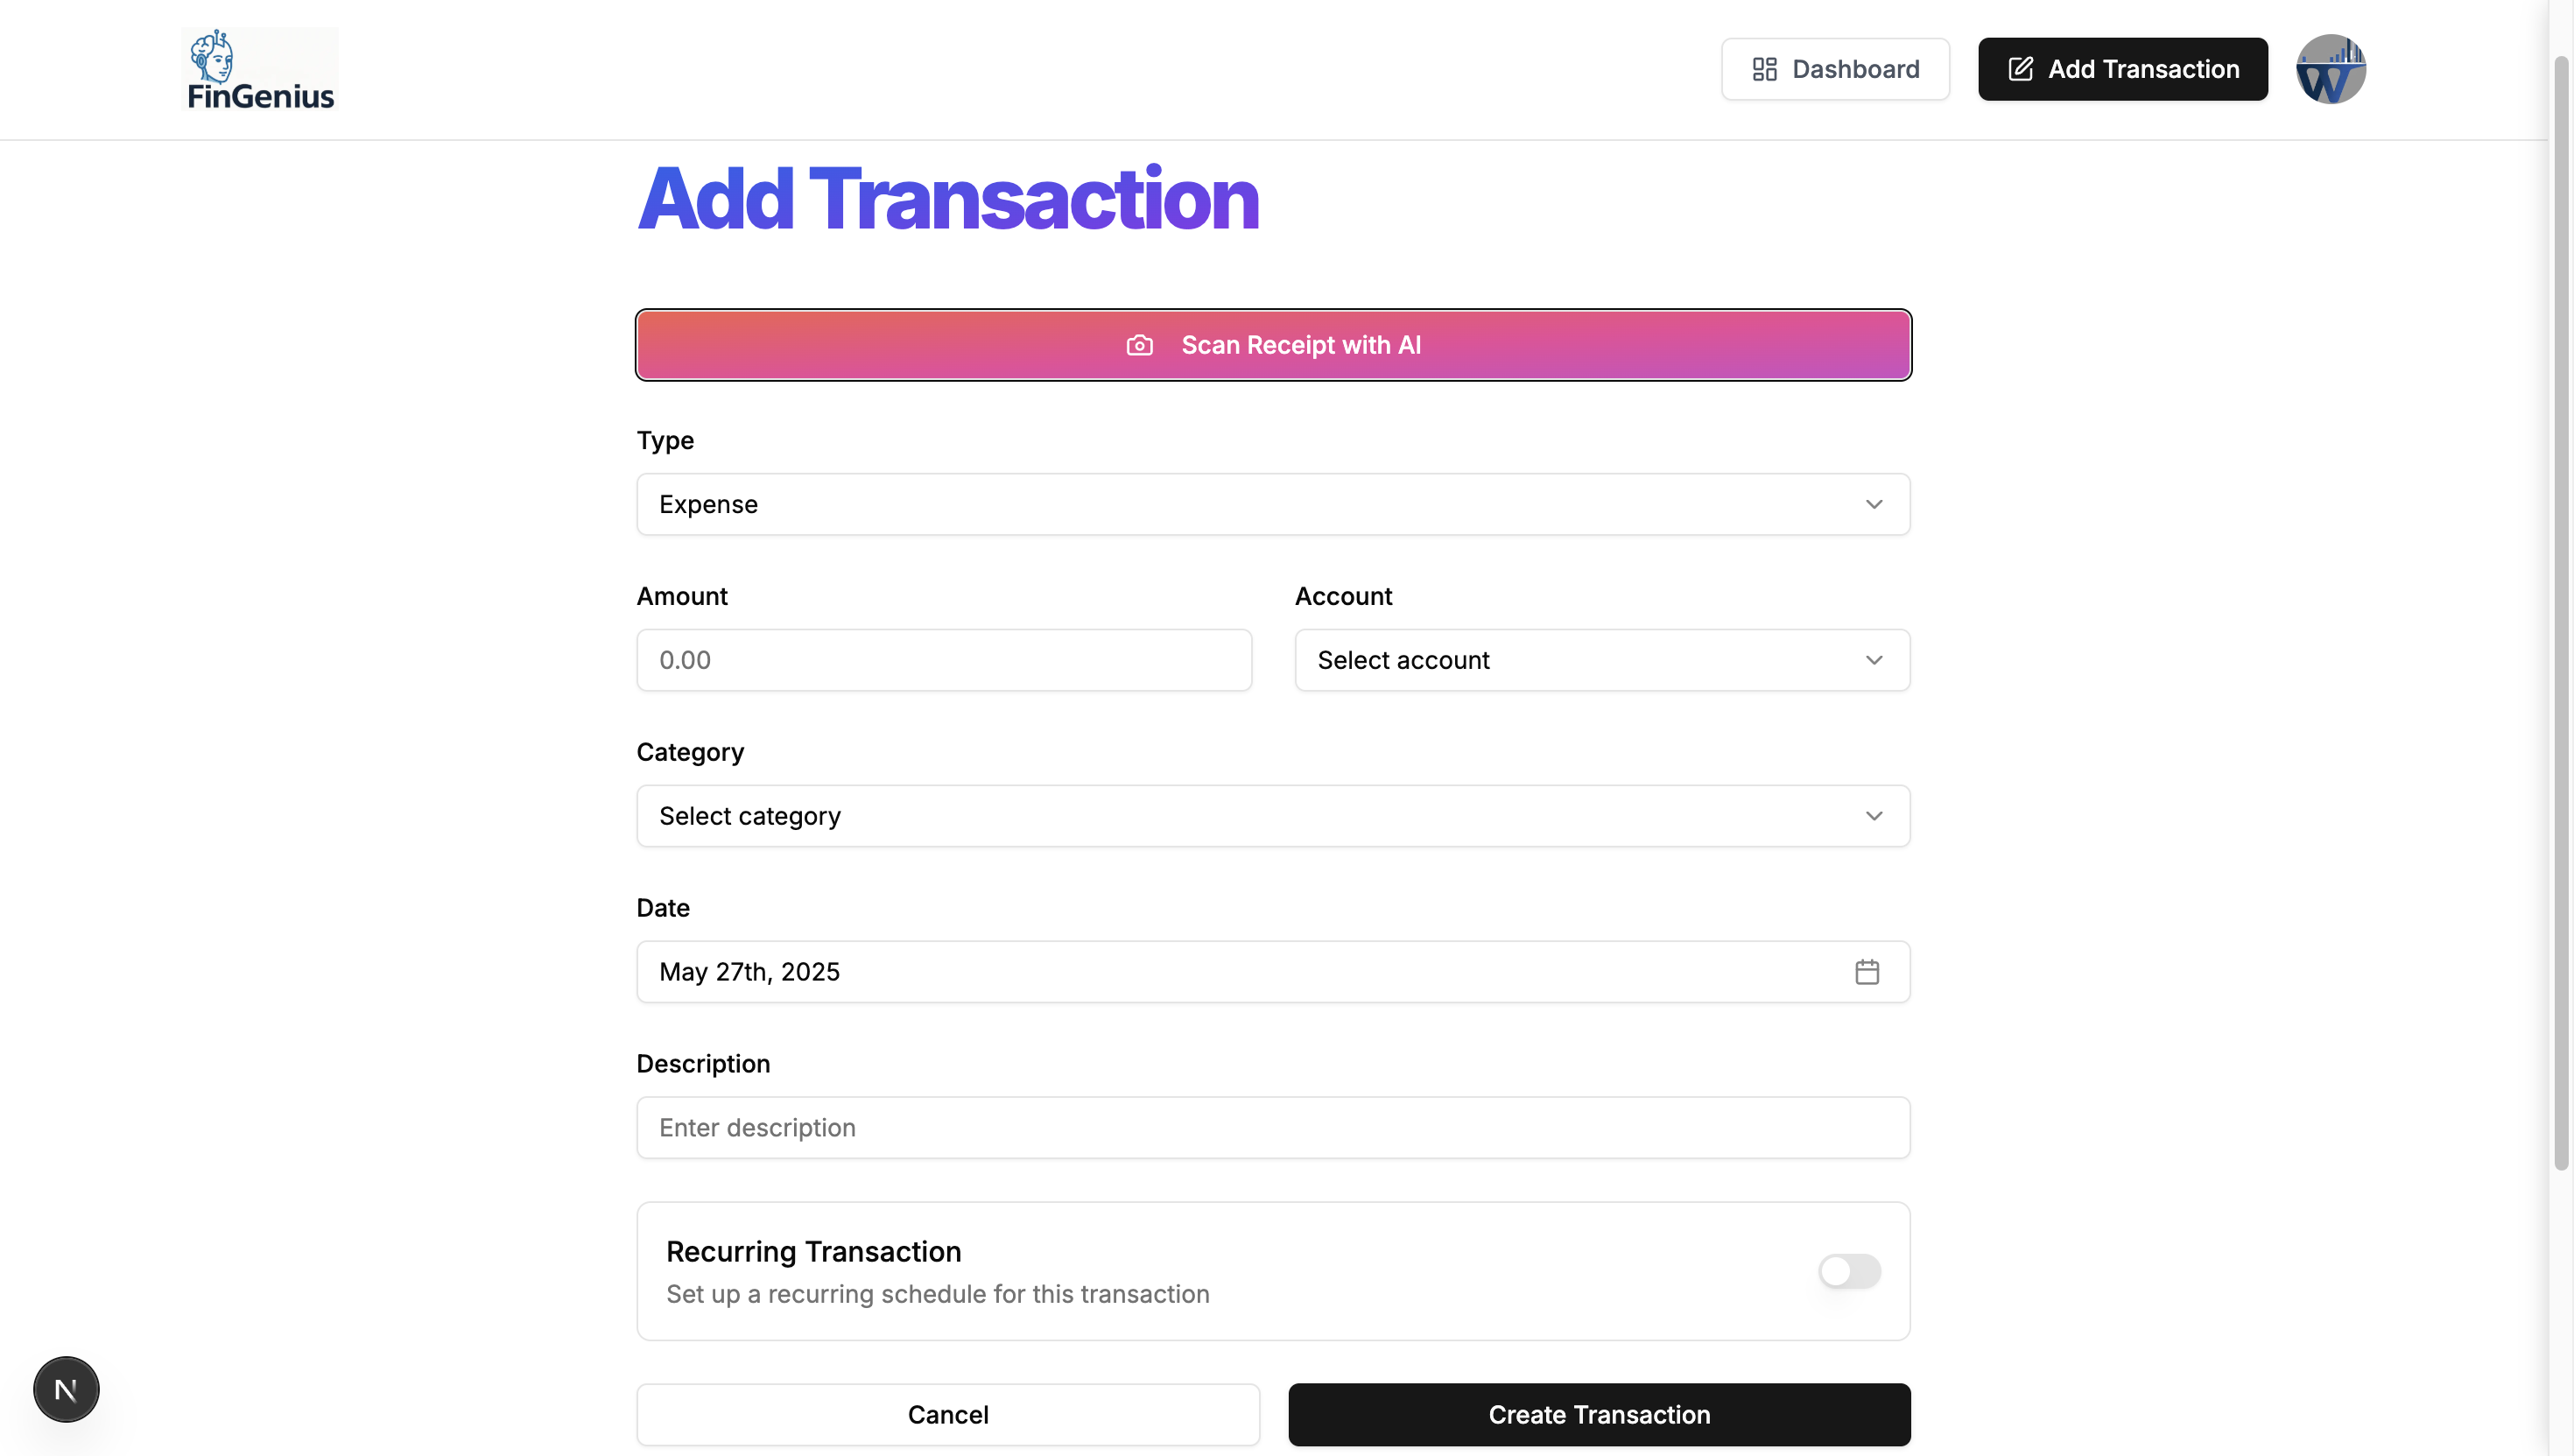 FinGenius
Dashboard
Add Transaction
W
Add Transaction
Scan Receipt with AI
Type
Expense
Amount
Account
0.00
Select account
Category
Select category
Date
May 27th, 2025
Description
Enter description
Recurring Transaction
Set up a recurring schedule for this transaction
N
Cancel
Create Transaction